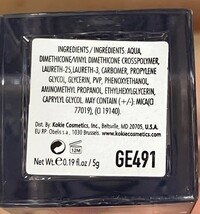 INGREDIENTS / INGRÉDIENTS: AQUA,
DIMETHICONE/VINYL DIMETHICONE CROSSPOLYMER,
LAURETH-25,LAURETH-3, CARBOMER, PROPYLENE
GLYCOL, GLYCERIN, PVP, PHENOXYETHANOL,
AMINOMETHYL PROPANOL, ETHYLHEXYLGLYCERIN,
CAPRYLYL GLYCOL. MAY CONTAIN (+/-). MICA(CI
77019), (CI 19140).
Dist. by: Kokie Cosmetics, Inc., Beltsville, MD 20705, U.S.A
EU RP: Obelis s.a., 1030 Brussels. www.kokiecosmetics.com
Net Wt. ℮ 0.19 fl.oz/ 5g
12M
GE491